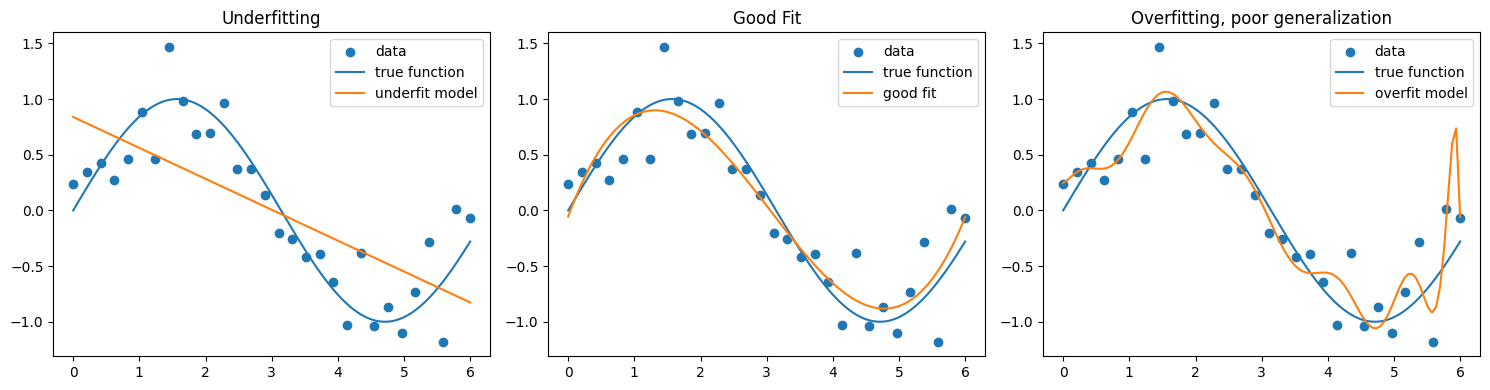 Underfitting
data
true function
underfit model
1.5
1.0
0.5
0.0
−0.5
−1.0
0 1 2 3 4 5 6
Good Fit
data
true function
good fit
1.5
1.0
0.5
0.0
−0.5
−1.0
0 1 2 3 4 5 6
Overfitting, poor generalization
data
true function
overfit model
1.5
1.0
0.5
0.0
−0.5
−1.0
0 1 2 3 4 5 6